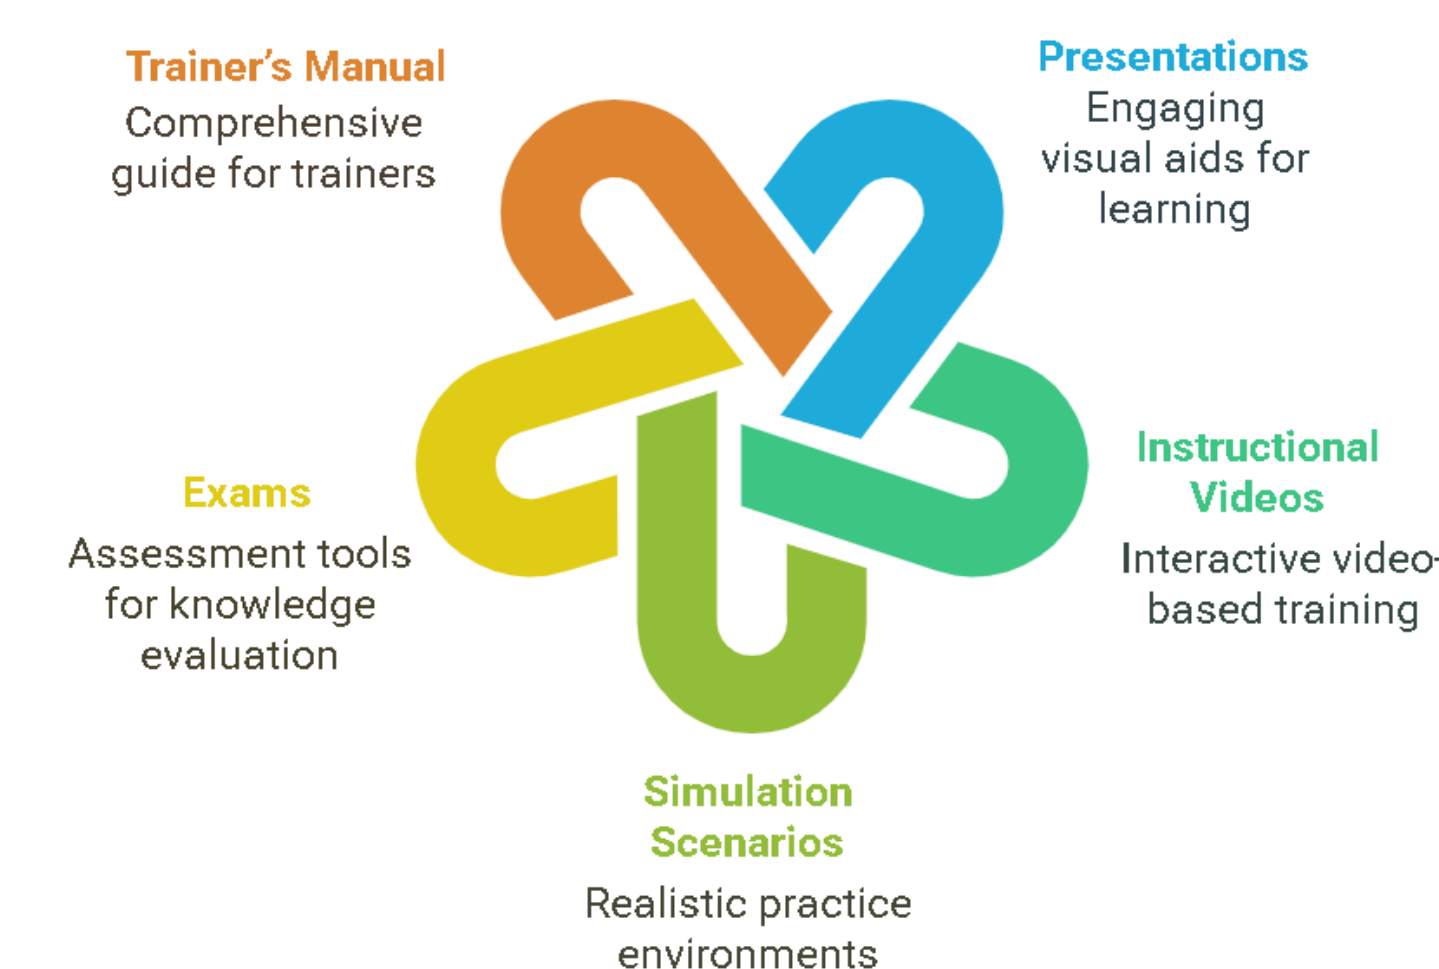 Trainer's Manual
Comprehensive
guide for trainers
Presentations
Engaging
visual aids for
learning
Instructional
Videos
Interactive video-
based training
Exams
Assessment tools
for knowledge
evaluation
Simulation
Scenarios
Realistic practice
environments